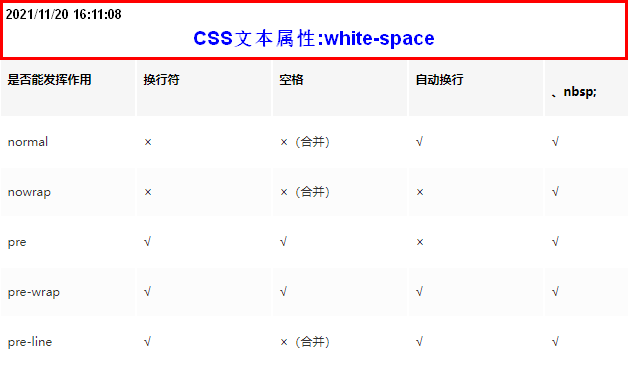 2021/11/20 16:11:08
CSS文本属性:white-space
是否能发挥作用 换行符 空格 自动换行 、nbsp;
normal × ×（合并） √ √
nowrap × ×（合并） × √
pre √ √ × √
pre-wrap √ √ √ √
pre-line √ ×（合并） √ √